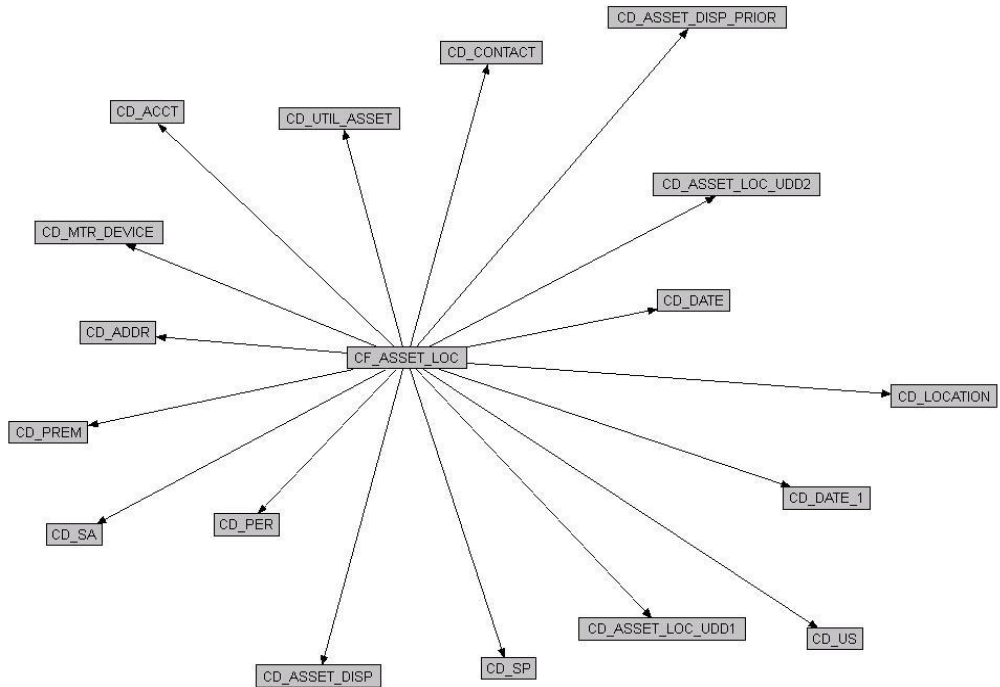 CD_ASSET_DISP_PRIOR
CD_CONTACT
CD_ACCT
CD_UTIL_ASSET
CD_ASSET_LOC_UDD2
CD_MTR_DEVICE
CD_DATE
CD_ADDR
CF_ASSET_LOC
CD_LOCATION
CD_PREM
CD_DATE_1
CD_PER
CD_SA
CD_ASSET_LOC_UDD1
CD_US
CD_SP
CD_ASSET_DISP